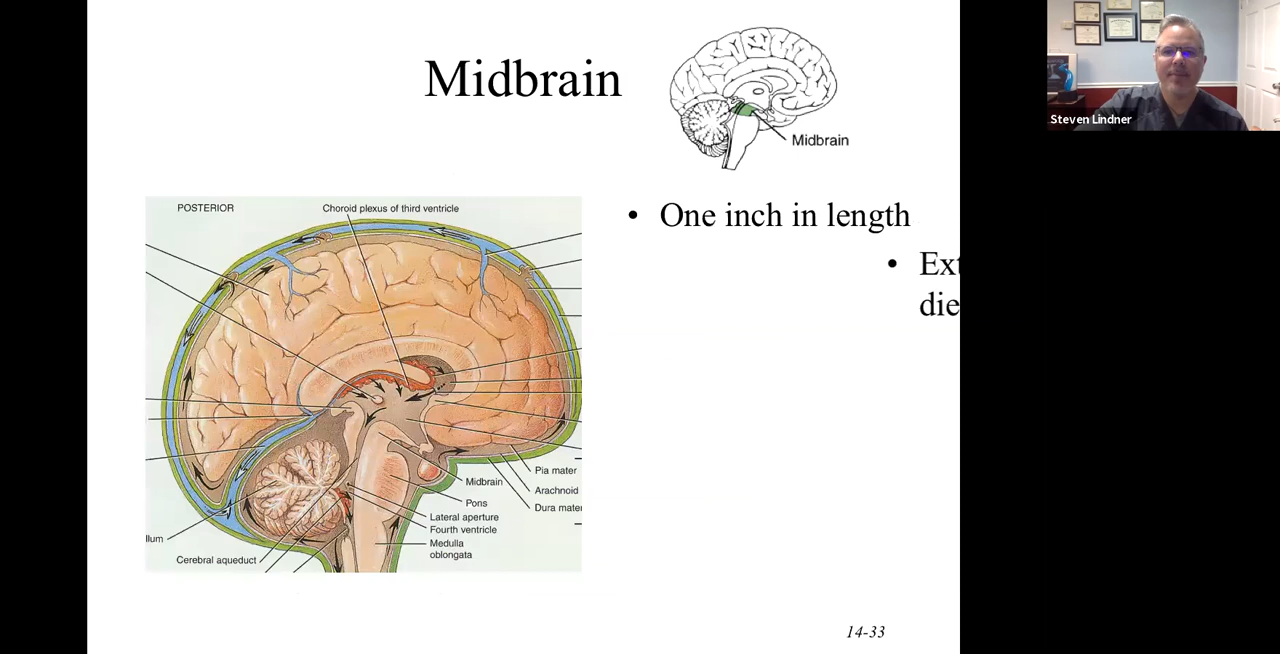 Midbrain
Midbrain
Steven Lindner
• One inch in length
• Ext
die
POSTERIOR
Choroid plexus of third ventricle
Midbrain
Pons
Lateral aperture
Fourth ventricle
Medulla
oblongata
Pia mater
Arachnoid
Dura mate
llum
Cerebral aqueduct
14-33